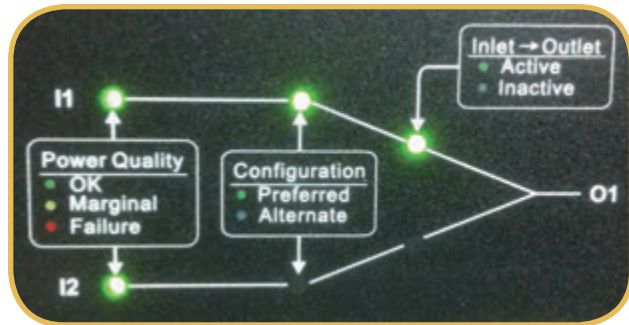 Inlet → Outlet
Active
Inactive
I1
Power Quality
OK
Marginal
Failure
Configuration
Preferred
Alternate
O1
I2